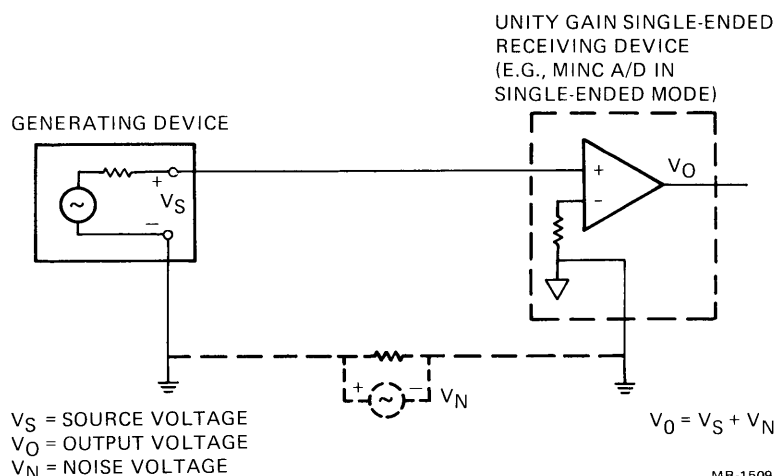 UNITY GAIN SINGLE-ENDED
RECEIVING DEVICE
(E.G., MINC A/D IN
SINGLE-ENDED MODE)
GENERATING DEVICE
+
VS
−
~
+
−
VO
+
−
~
VN
VS = SOURCE VOLTAGE
VO = OUTPUT VOLTAGE
VN = NOISE VOLTAGE
VO = VS + VN
MR-1509